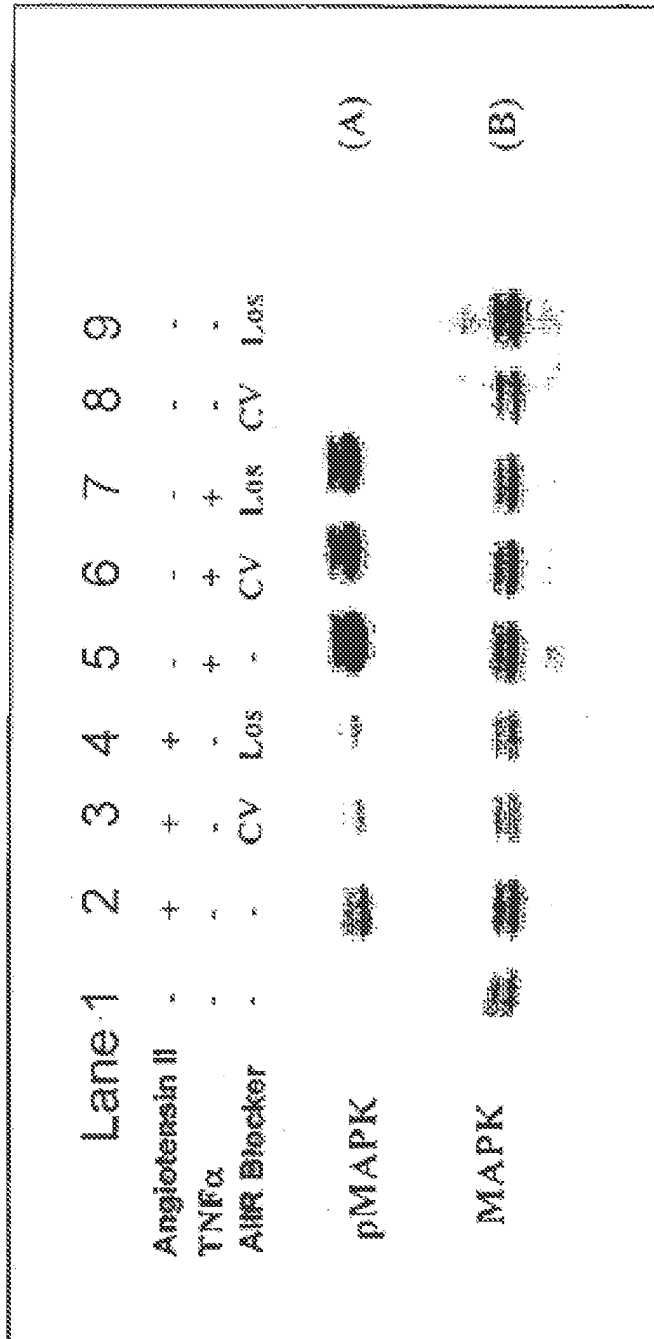 Lane 1 2 3 4 5 6 7 8 9
Angiotensin II - + + + - - - - -
TNFα - - - - + + + - -
AIIR Blocker - - CV Los - CV Los CV Los
pMAPK (A)
MAPK (B)